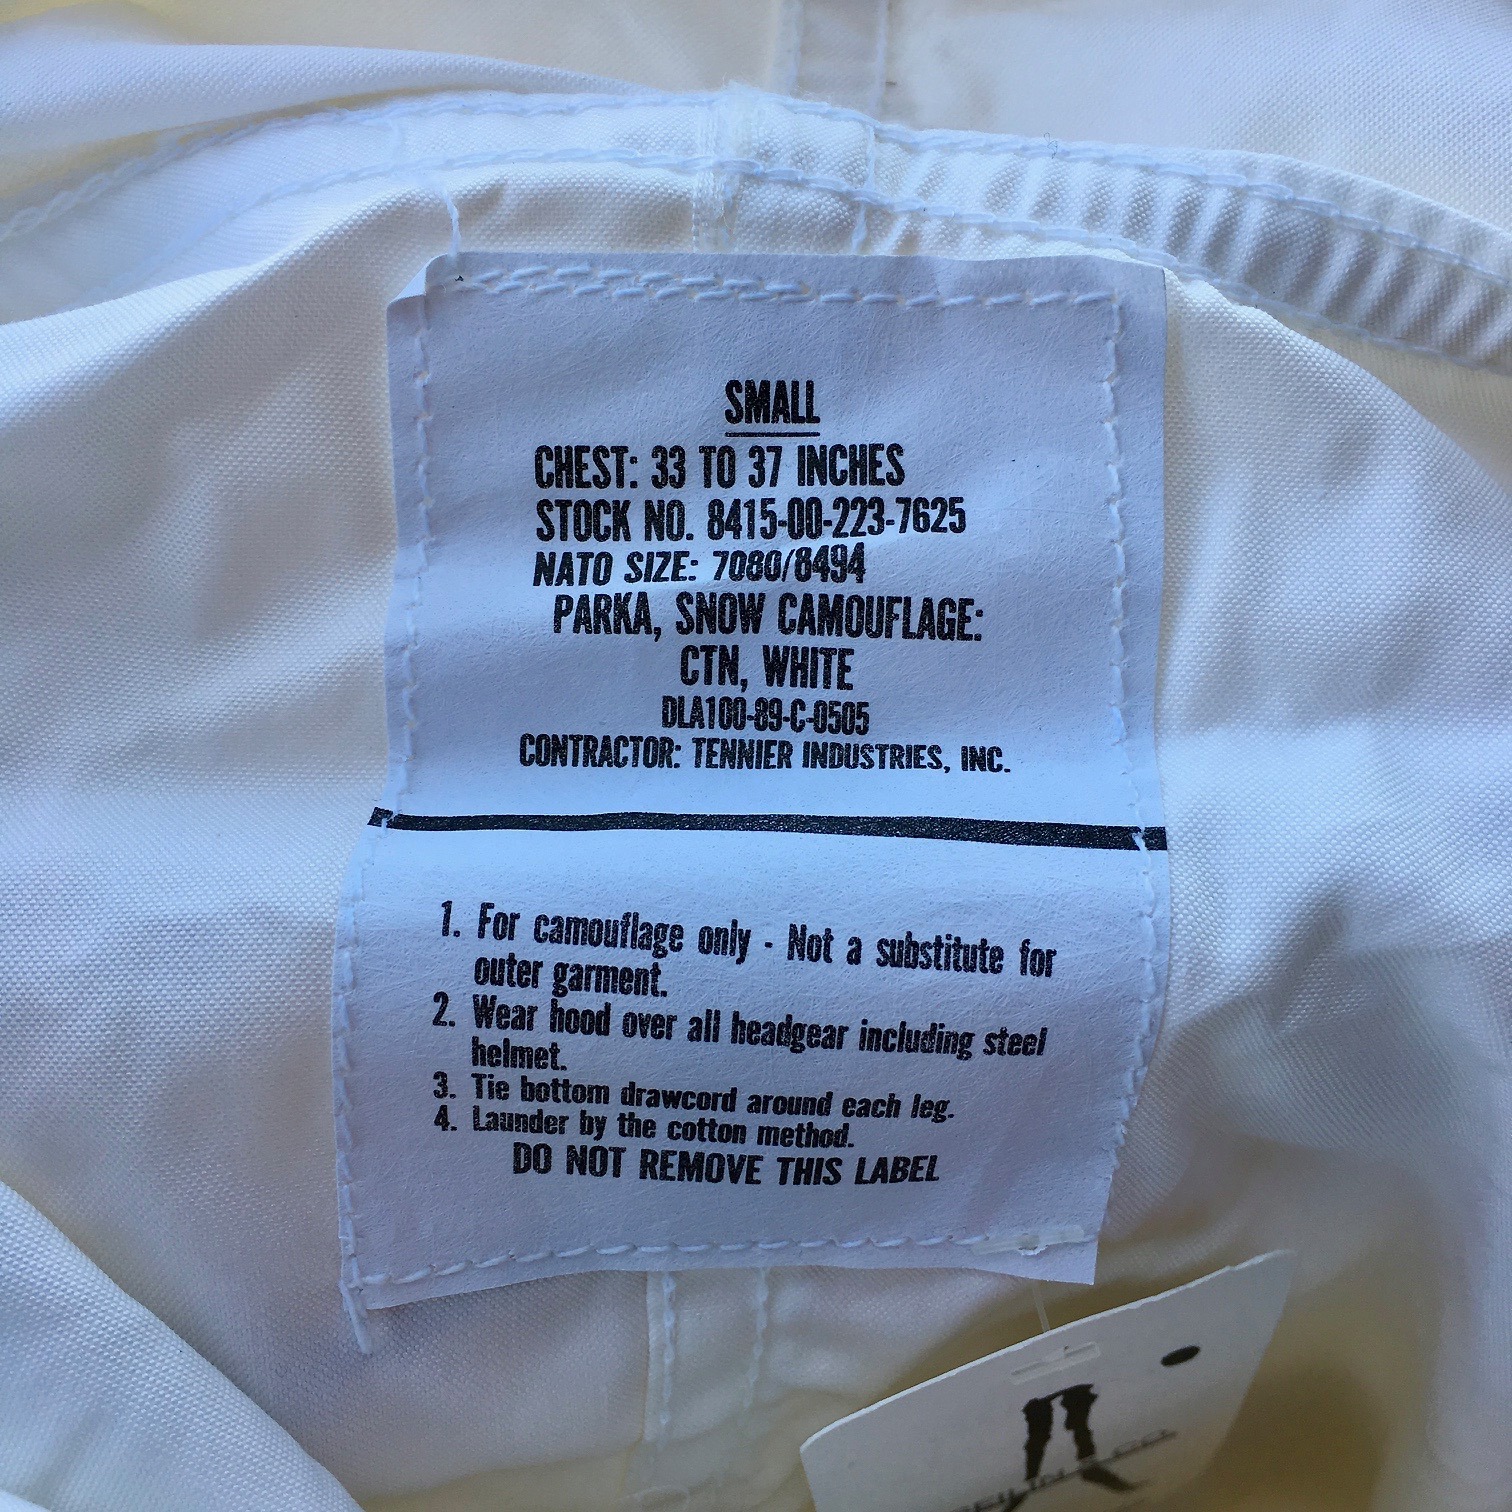 SMALL
CHEST: 33 TO 37 INCHES
STOCK NO. 8415-00-223-7625
NATO SIZE: 7080/8494
PARKA, SNOW CAMOUFLAGE:
CTN, WHITE
DLA100-89-C-0505
CONTRACTOR: TENNIER INDUSTRIES, INC.
1. For camouflage only - Not a substitute for
outer garment.
2. Wear hood over all headgear including steel
helmet.
3. Tie bottom drawcord around each leg.
4. Launder by the cotton method.
DO NOT REMOVE THIS LABEL